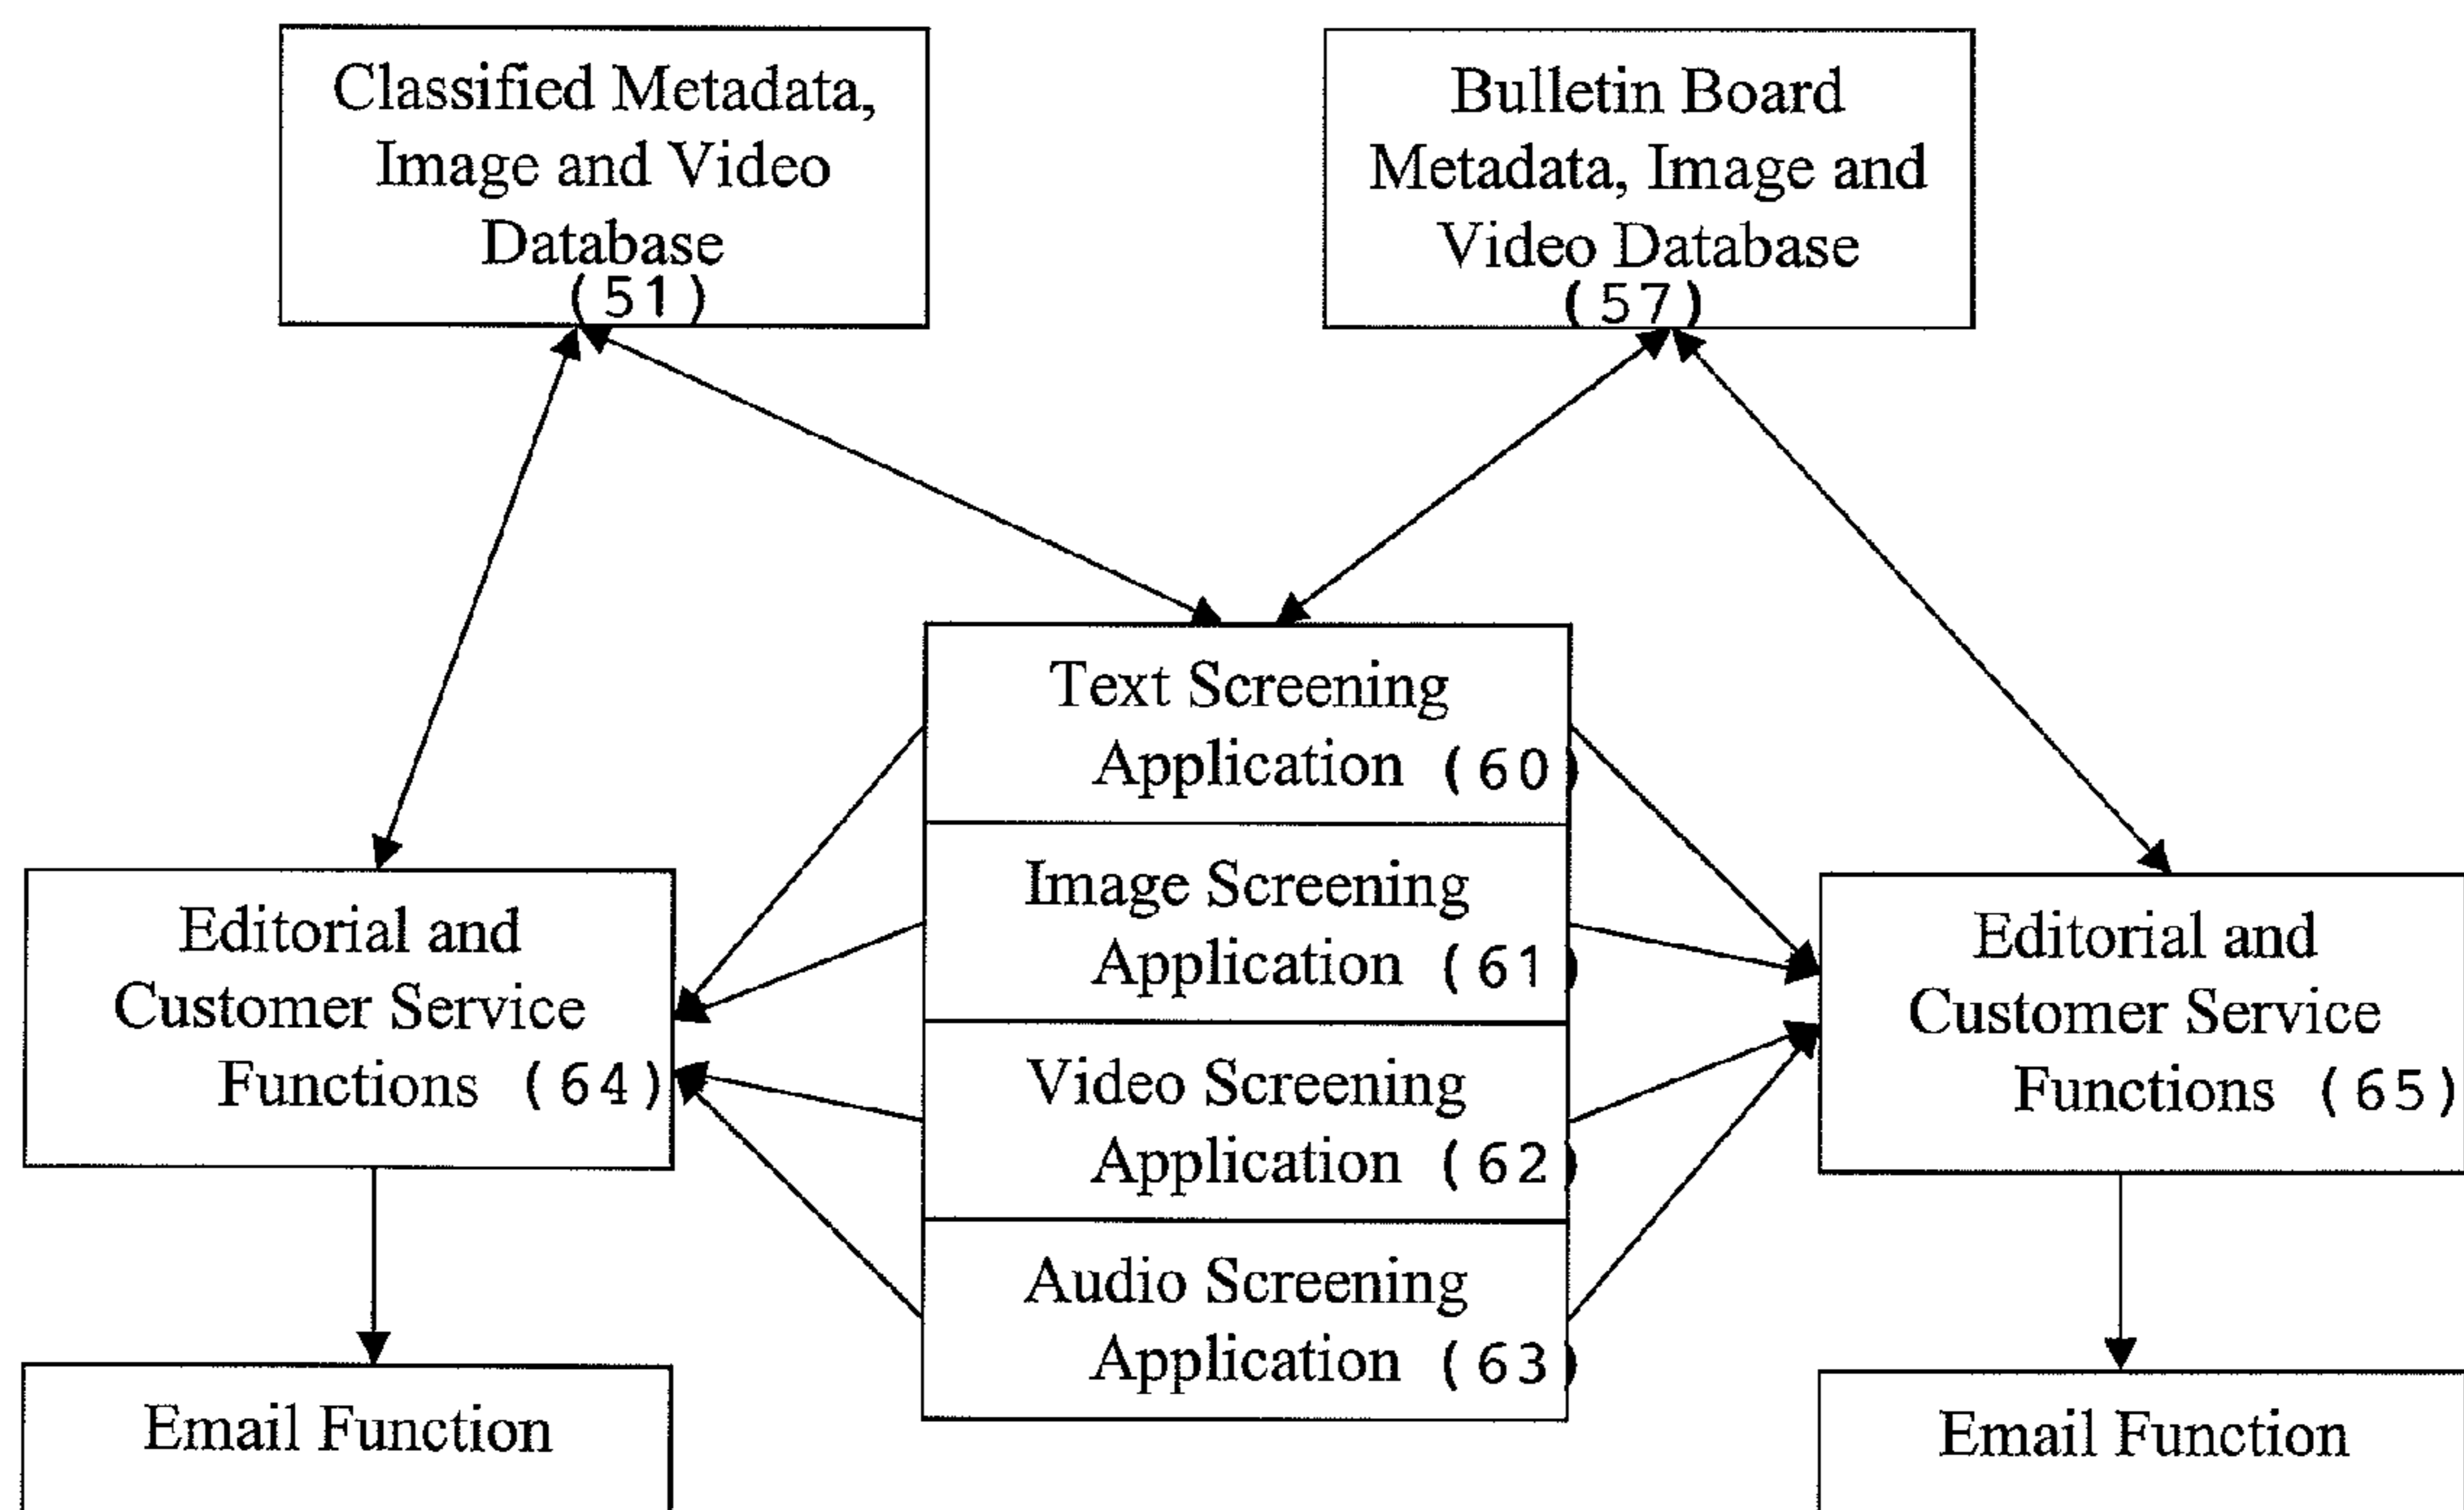 Classified Metadata,
Image and Video
Database
(51)
Bulletin Board
Metadata, Image and
Video Database
(57)
Text Screening
Application (60)
Image Screening
Application (61)
Video Screening
Application (62)
Audio Screening
Application (63)
Editorial and
Customer Service
Functions (64)
Editorial and
Customer Service
Functions (65)
Email Function
Email Function